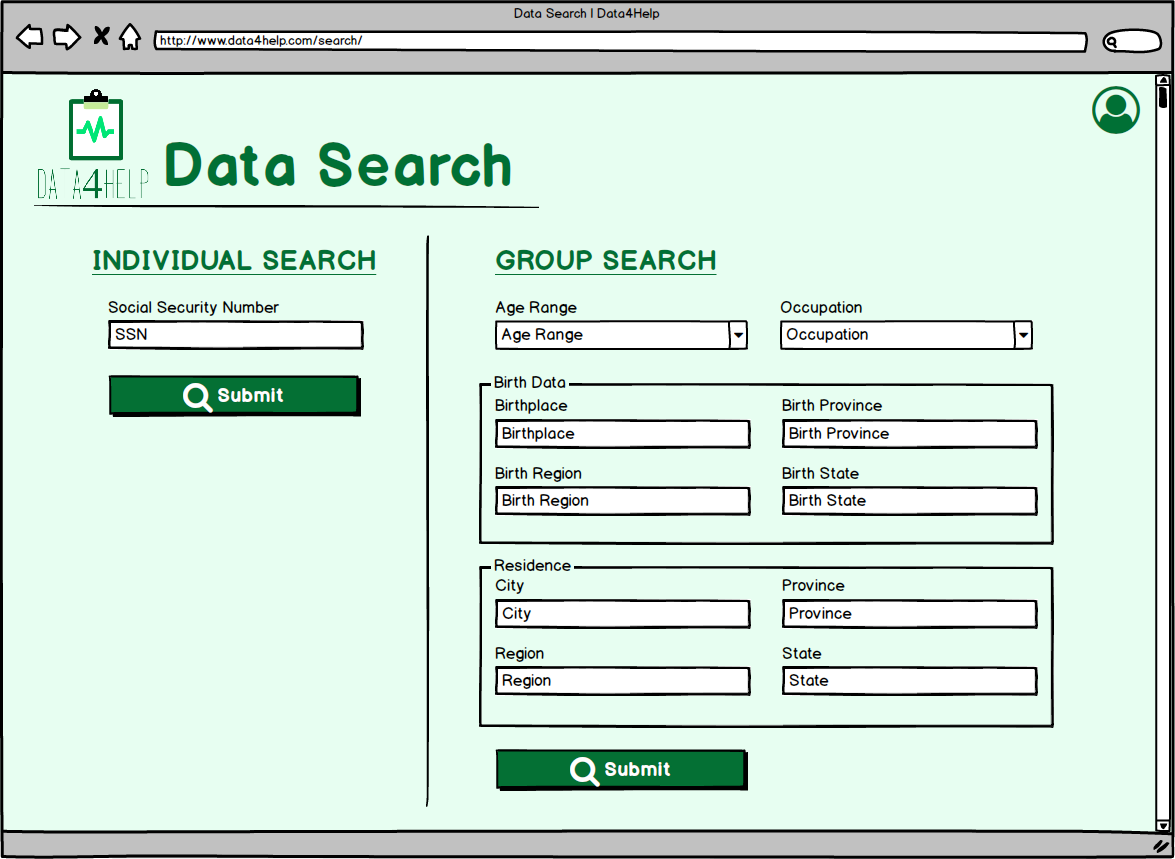 Data Search | Data4Help
http://www.data4help.com/search/
DATA4HELP
Data Search
INDIVIDUAL SEARCH
Social Security Number
SSN
Submit
GROUP SEARCH
Age Range
Age Range
Occupation
Occupation
Birth Data
Birthplace
Birthplace
Birth Province
Birth Province
Birth Region
Birth Region
Birth State
Birth State
Residence
City
City
Province
Province
Region
Region
State
State
Submit